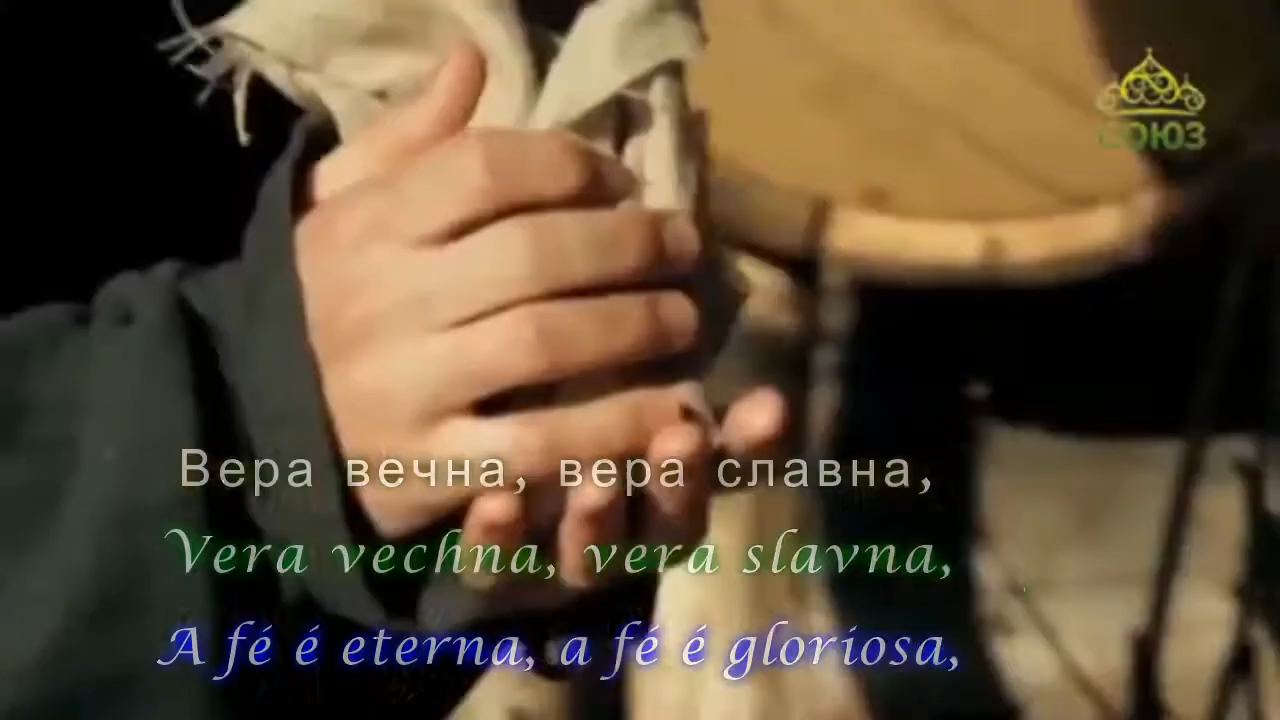 СОЮЗ
Вера вечна, вера славна,
Vera vechna, vera slavna,
A fé é eterna, a fé é gloriosa,